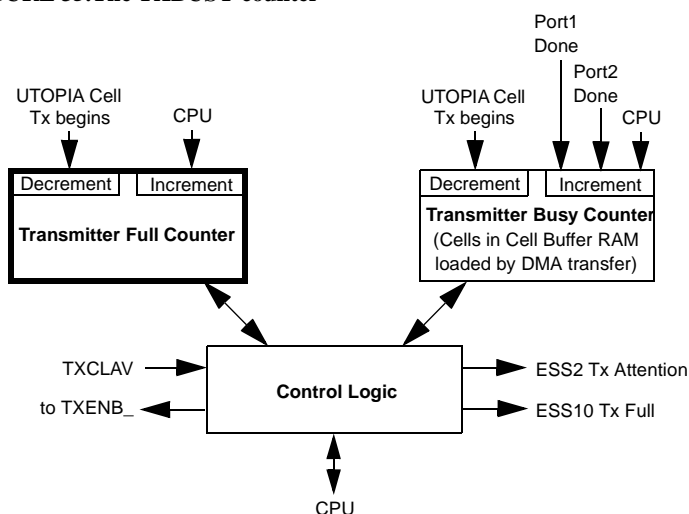 Port1
Done
Port2
Done
UTOPIA Cell
Tx begins
CPU
UTOPIA Cell
Tx begins
CPU
Decrement
Increment
Transmitter Full Counter
Decrement
Increment
Transmitter Busy Counter
(Cells in Cell Buffer RAM
loaded by DMA transfer)
TXCLAV
to TXENB_
Control Logic
ESS2 Tx Attention
ESS10 Tx Full
CPU